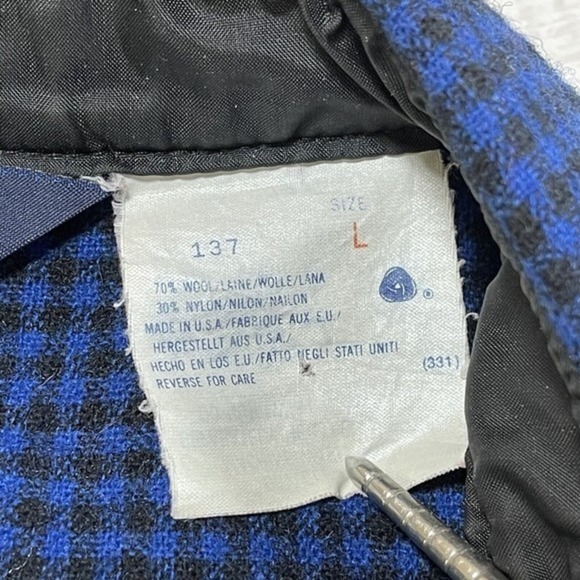 SIZE
137 L
70% WOOL/LAINE/WOLLE/LANA
30% NYLON/NILON/NAILON
MADE IN U.S.A./FABRIQUE AUX E.U./
HERGESTELLT AUS U.S.A./
HECHO EN LOS E.U./FATTO NEGLI STATI UNITI
(331)
REVERSE FOR CARE
®